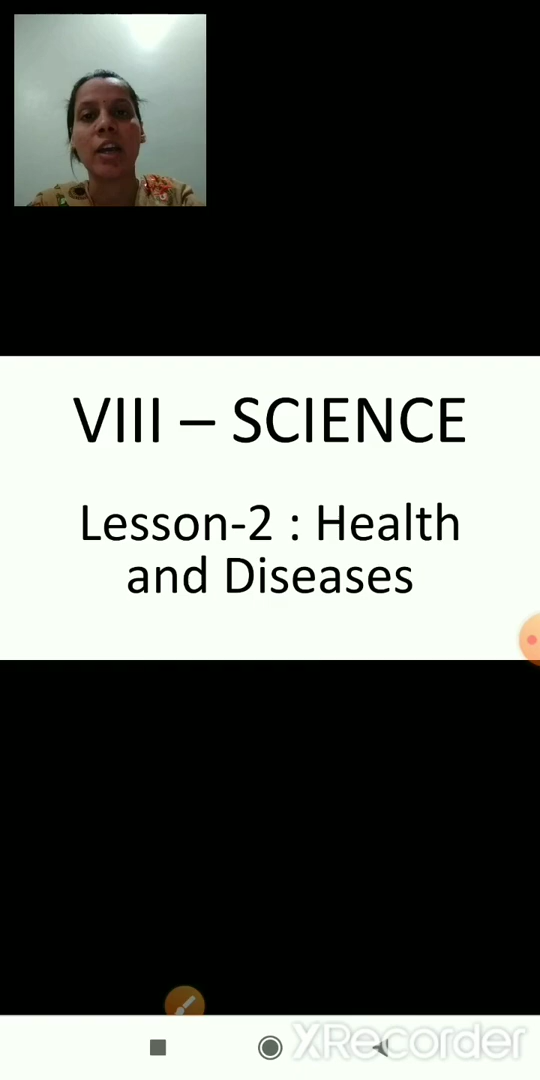 VIII – SCIENCE
Lesson-2 : Health
and Diseases
XRecorder